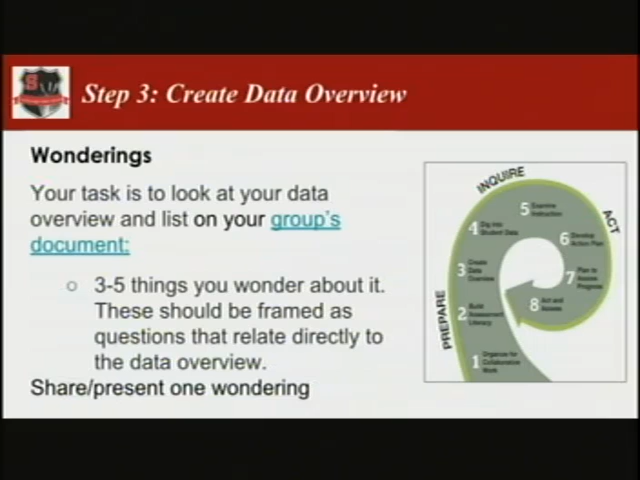 Step 3: Create Data Overview
Wonderings
Your task is to look at your data
overview and list on your group's
document:
○ 3-5 things you wonder about it.
These should be framed as
questions that relate directly to
the data overview.
Share/present one wondering
INQUIRE
ACT
PREPARE
5 Examine
Instruction
4 Dig into
Student Data
6 Develop
Action Plan
3 Create
Data
Overview
7 Plan to
Assess
Progress
8 Act and
Assess
2 Build
Assessment
Literacy
1 Organize for
Collaborative
Work